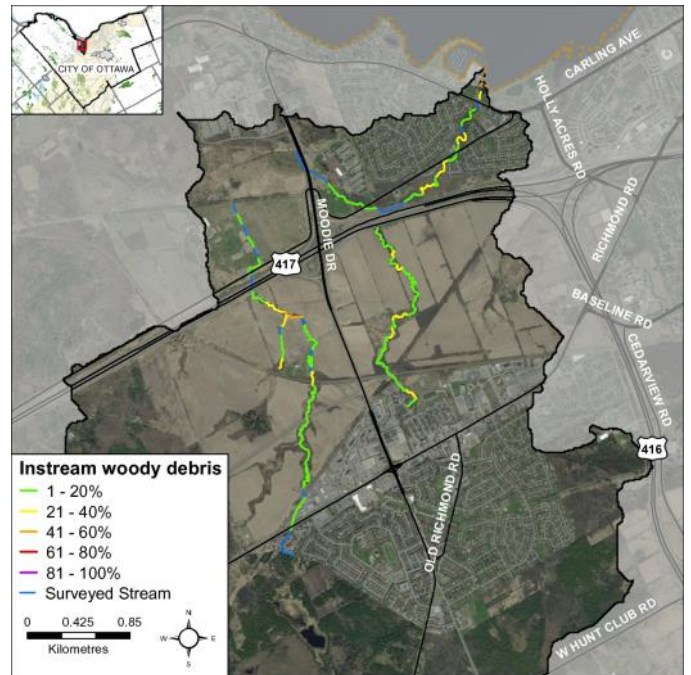 CITY OF OTTAWA
CARLING AVE
HOLLY ACRES RD
RICHMOND RD
MOODIE DR
417
BASELINE RD
CEDARVIEW RD
416
OLD RICHMOND RD
W HUNT CLUB RD
Instream woody debris
1 - 20%
21 - 40%
41 - 60%
61 - 80%
81 - 100%
Surveyed Stream
0 0.425 0.85
Kilometres
N
W E
S